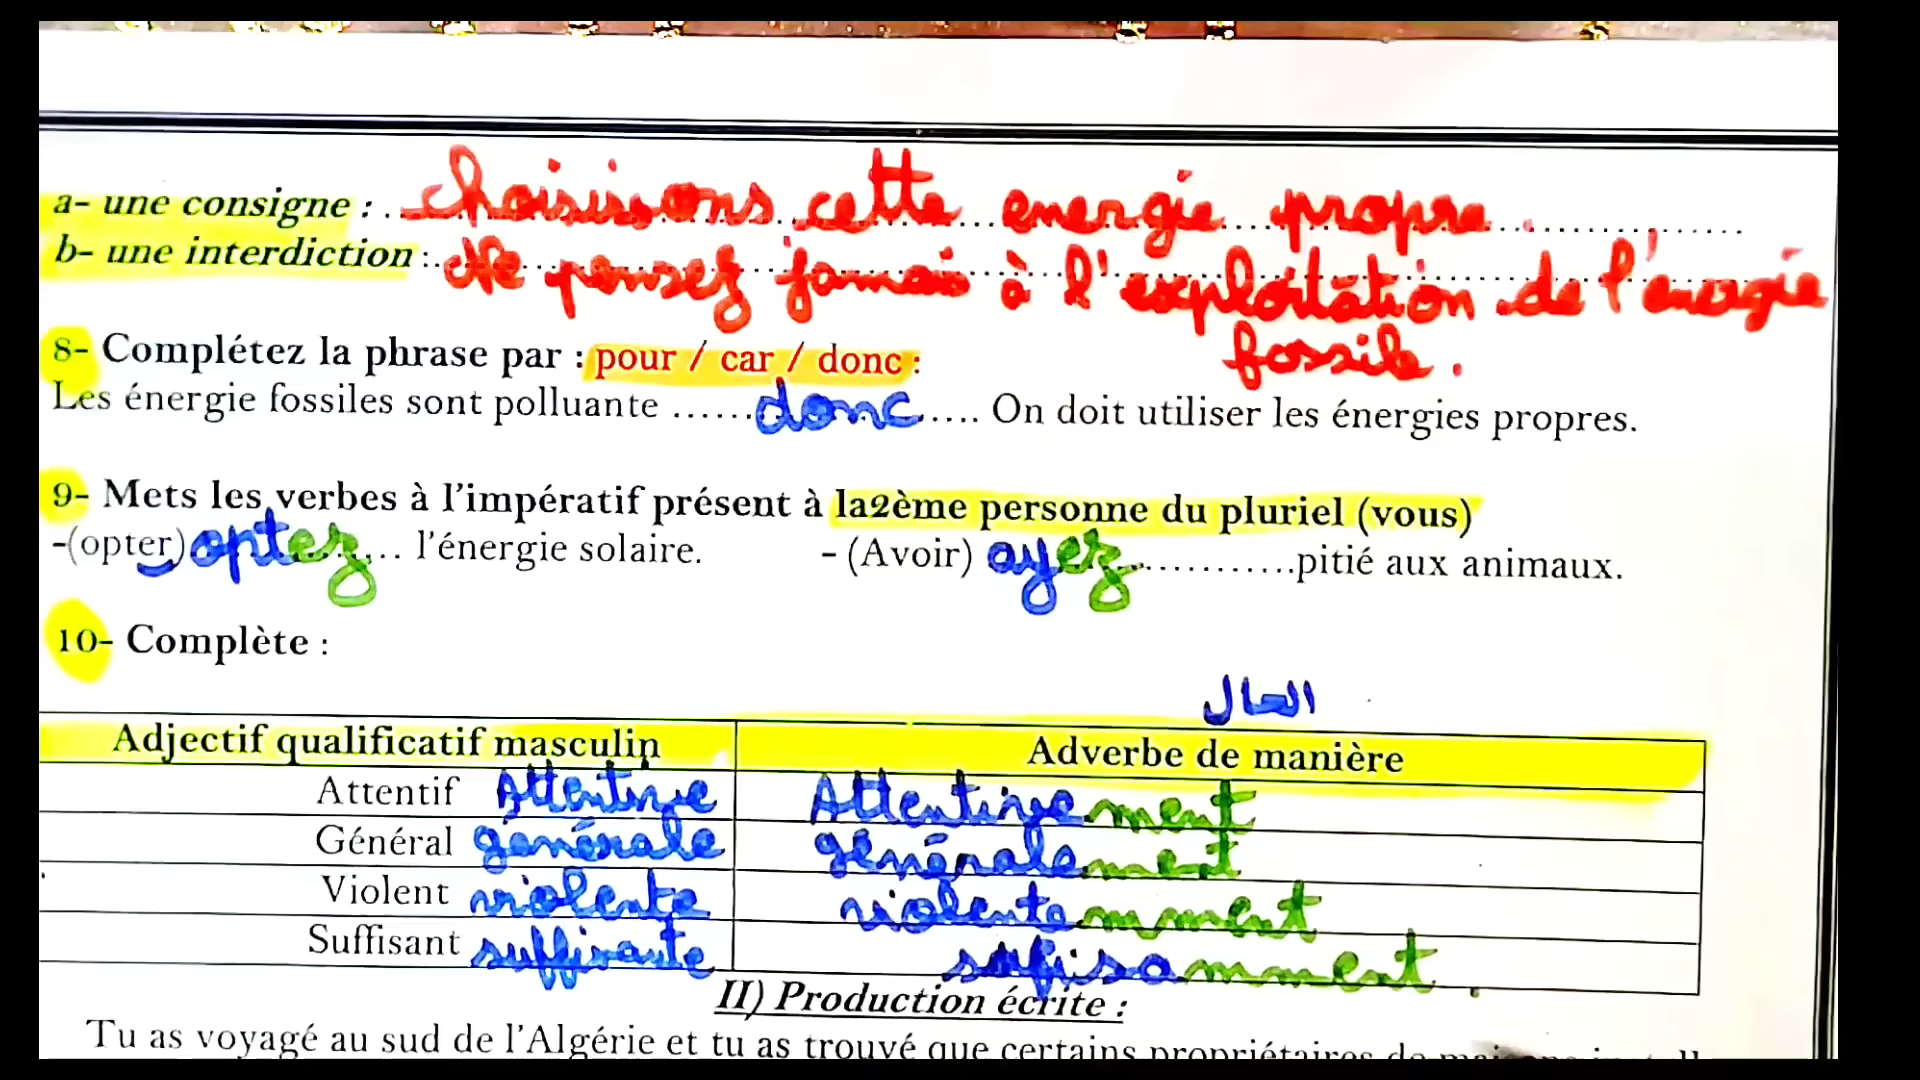 a- une consigne : choisissons cette energie propre.
b- une interdiction : Ne pensez jamais à l'exploitation de l'énergie
fossile.
8- Complétez la phrase par : pour / car / donc :
Les énergie fossiles sont polluante ......donc.... On doit utiliser les énergies propres.
9- Mets les verbes à l'impératif présent à la2ème personne du pluriel (vous)
-(opter) optez... l'énergie solaire. - (Avoir) ayez............pitié aux animaux.
10- Complète :
الحال
Adjectif qualificatif masculin Adverbe de manière
Attentif Attentive Attentivement
Général générale généralement
Violent violente violentemment
Suffisant suffisante suffisamment.
II) Production écrite :
Tu as voyagé au sud de l'Algérie et tu as trouvé que certains propriétaires de